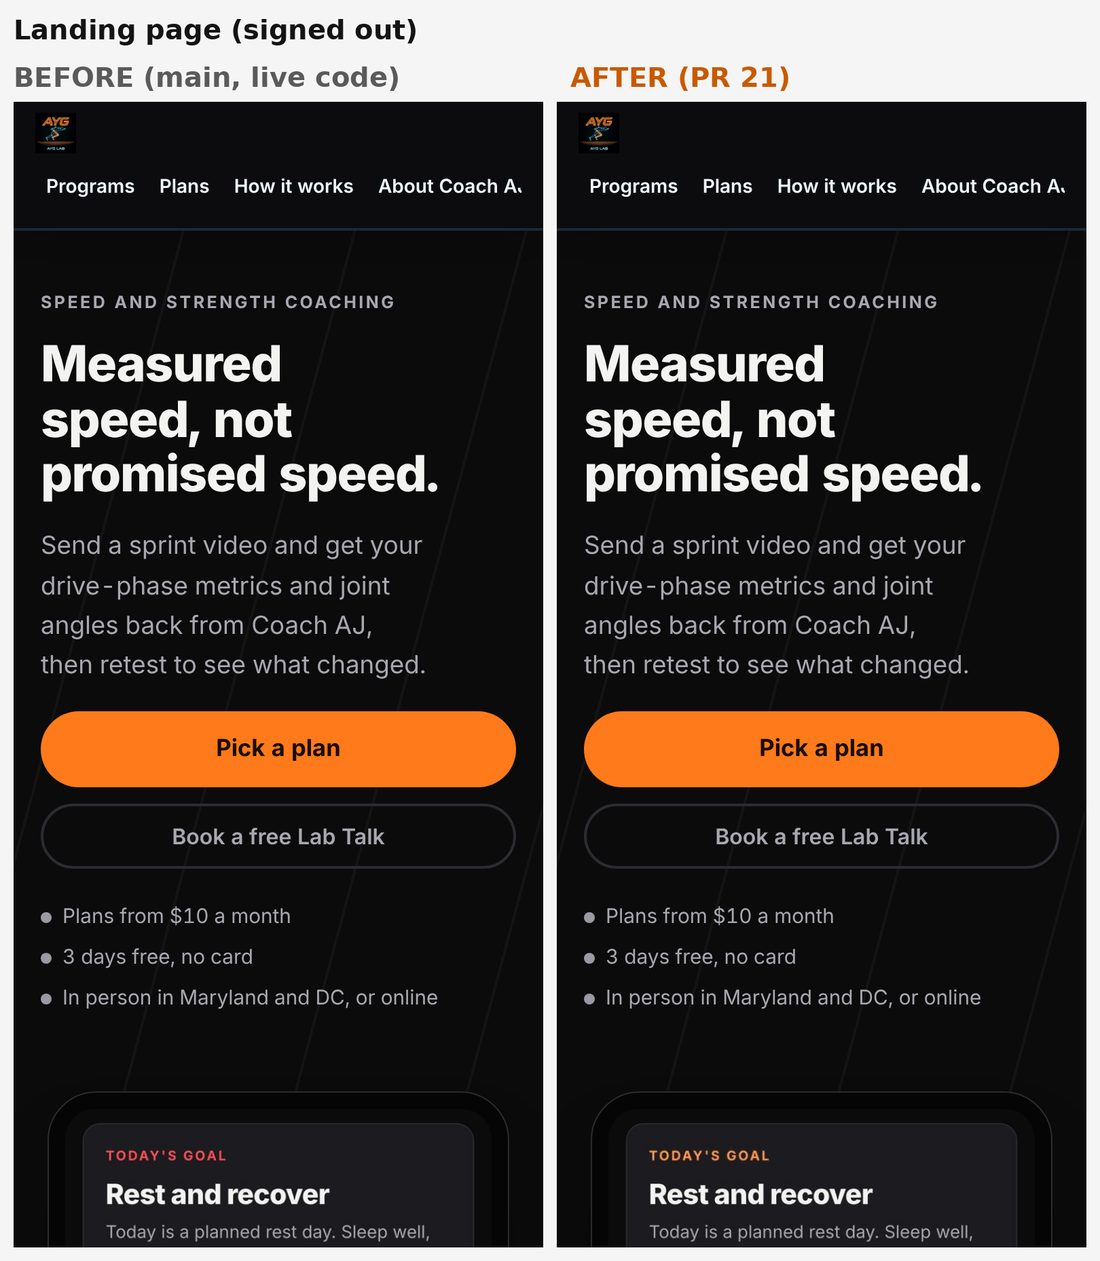 Landing page (signed out)
BEFORE (main, live code)
AYG
AYG LAB
Programs Plans How it works About Coach A
SPEED AND STRENGTH COACHING
Measured
speed, not
promised speed.
Send a sprint video and get your
drive-phase metrics and joint
angles back from Coach AJ,
then retest to see what changed.
Pick a plan
Book a free Lab Talk
Plans from $10 a month
3 days free, no card
In person in Maryland and DC, or online
TODAY'S GOAL
Rest and recover
Today is a planned rest day. Sleep well,
AFTER (PR 21)
AYG
AYG LAB
Programs Plans How it works About Coach A
SPEED AND STRENGTH COACHING
Measured
speed, not
promised speed.
Send a sprint video and get your
drive-phase metrics and joint
angles back from Coach AJ,
then retest to see what changed.
Pick a plan
Book a free Lab Talk
Plans from $10 a month
3 days free, no card
In person in Maryland and DC, or online
TODAY'S GOAL
Rest and recover
Today is a planned rest day. Sleep well,